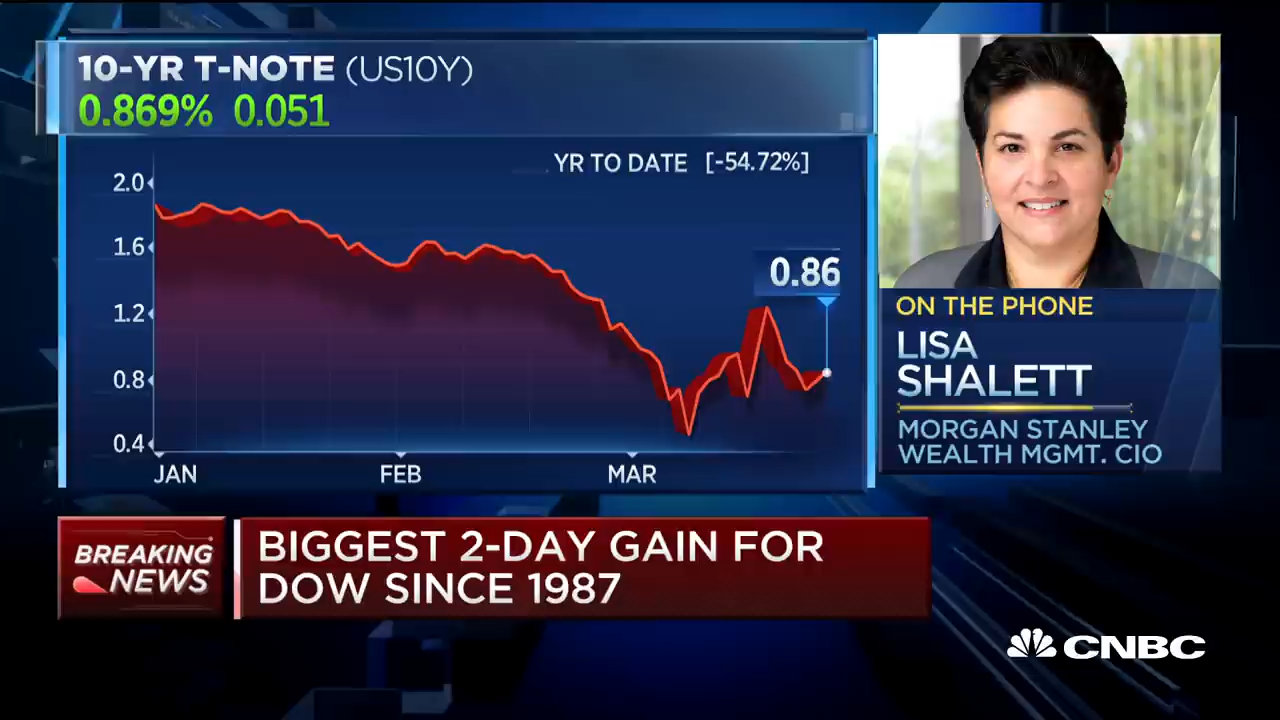 10-YR T-NOTE (US10Y)
0.869% 0.051
YR TO DATE [-54.72%]
2.0
1.6
1.2
0.8
0.4
0.86
JAN FEB MAR
ON THE PHONE
LISA
SHALETT
MORGAN STANLEY
WEALTH MGMT. CIO
BREAKING
NEWS
BIGGEST 2-DAY GAIN FOR
DOW SINCE 1987
CNBC